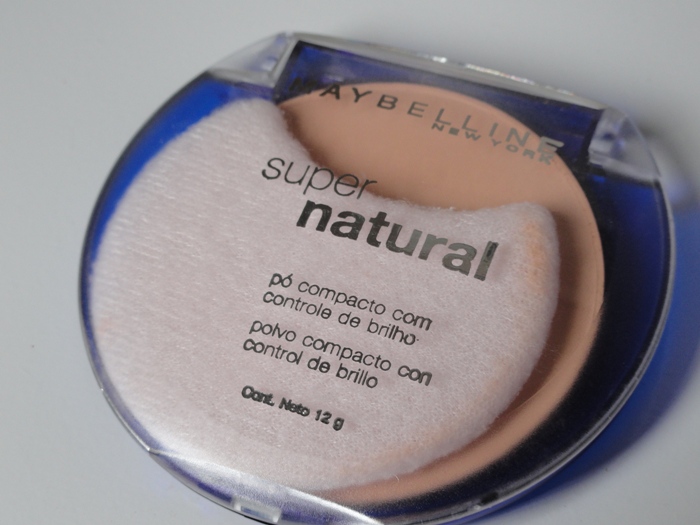 MAYBELLINE
NEW YORK
super
natural
pó compacto com
controle de brilho
polvo compacto con
control de brillo
Cont. Neto 12 g